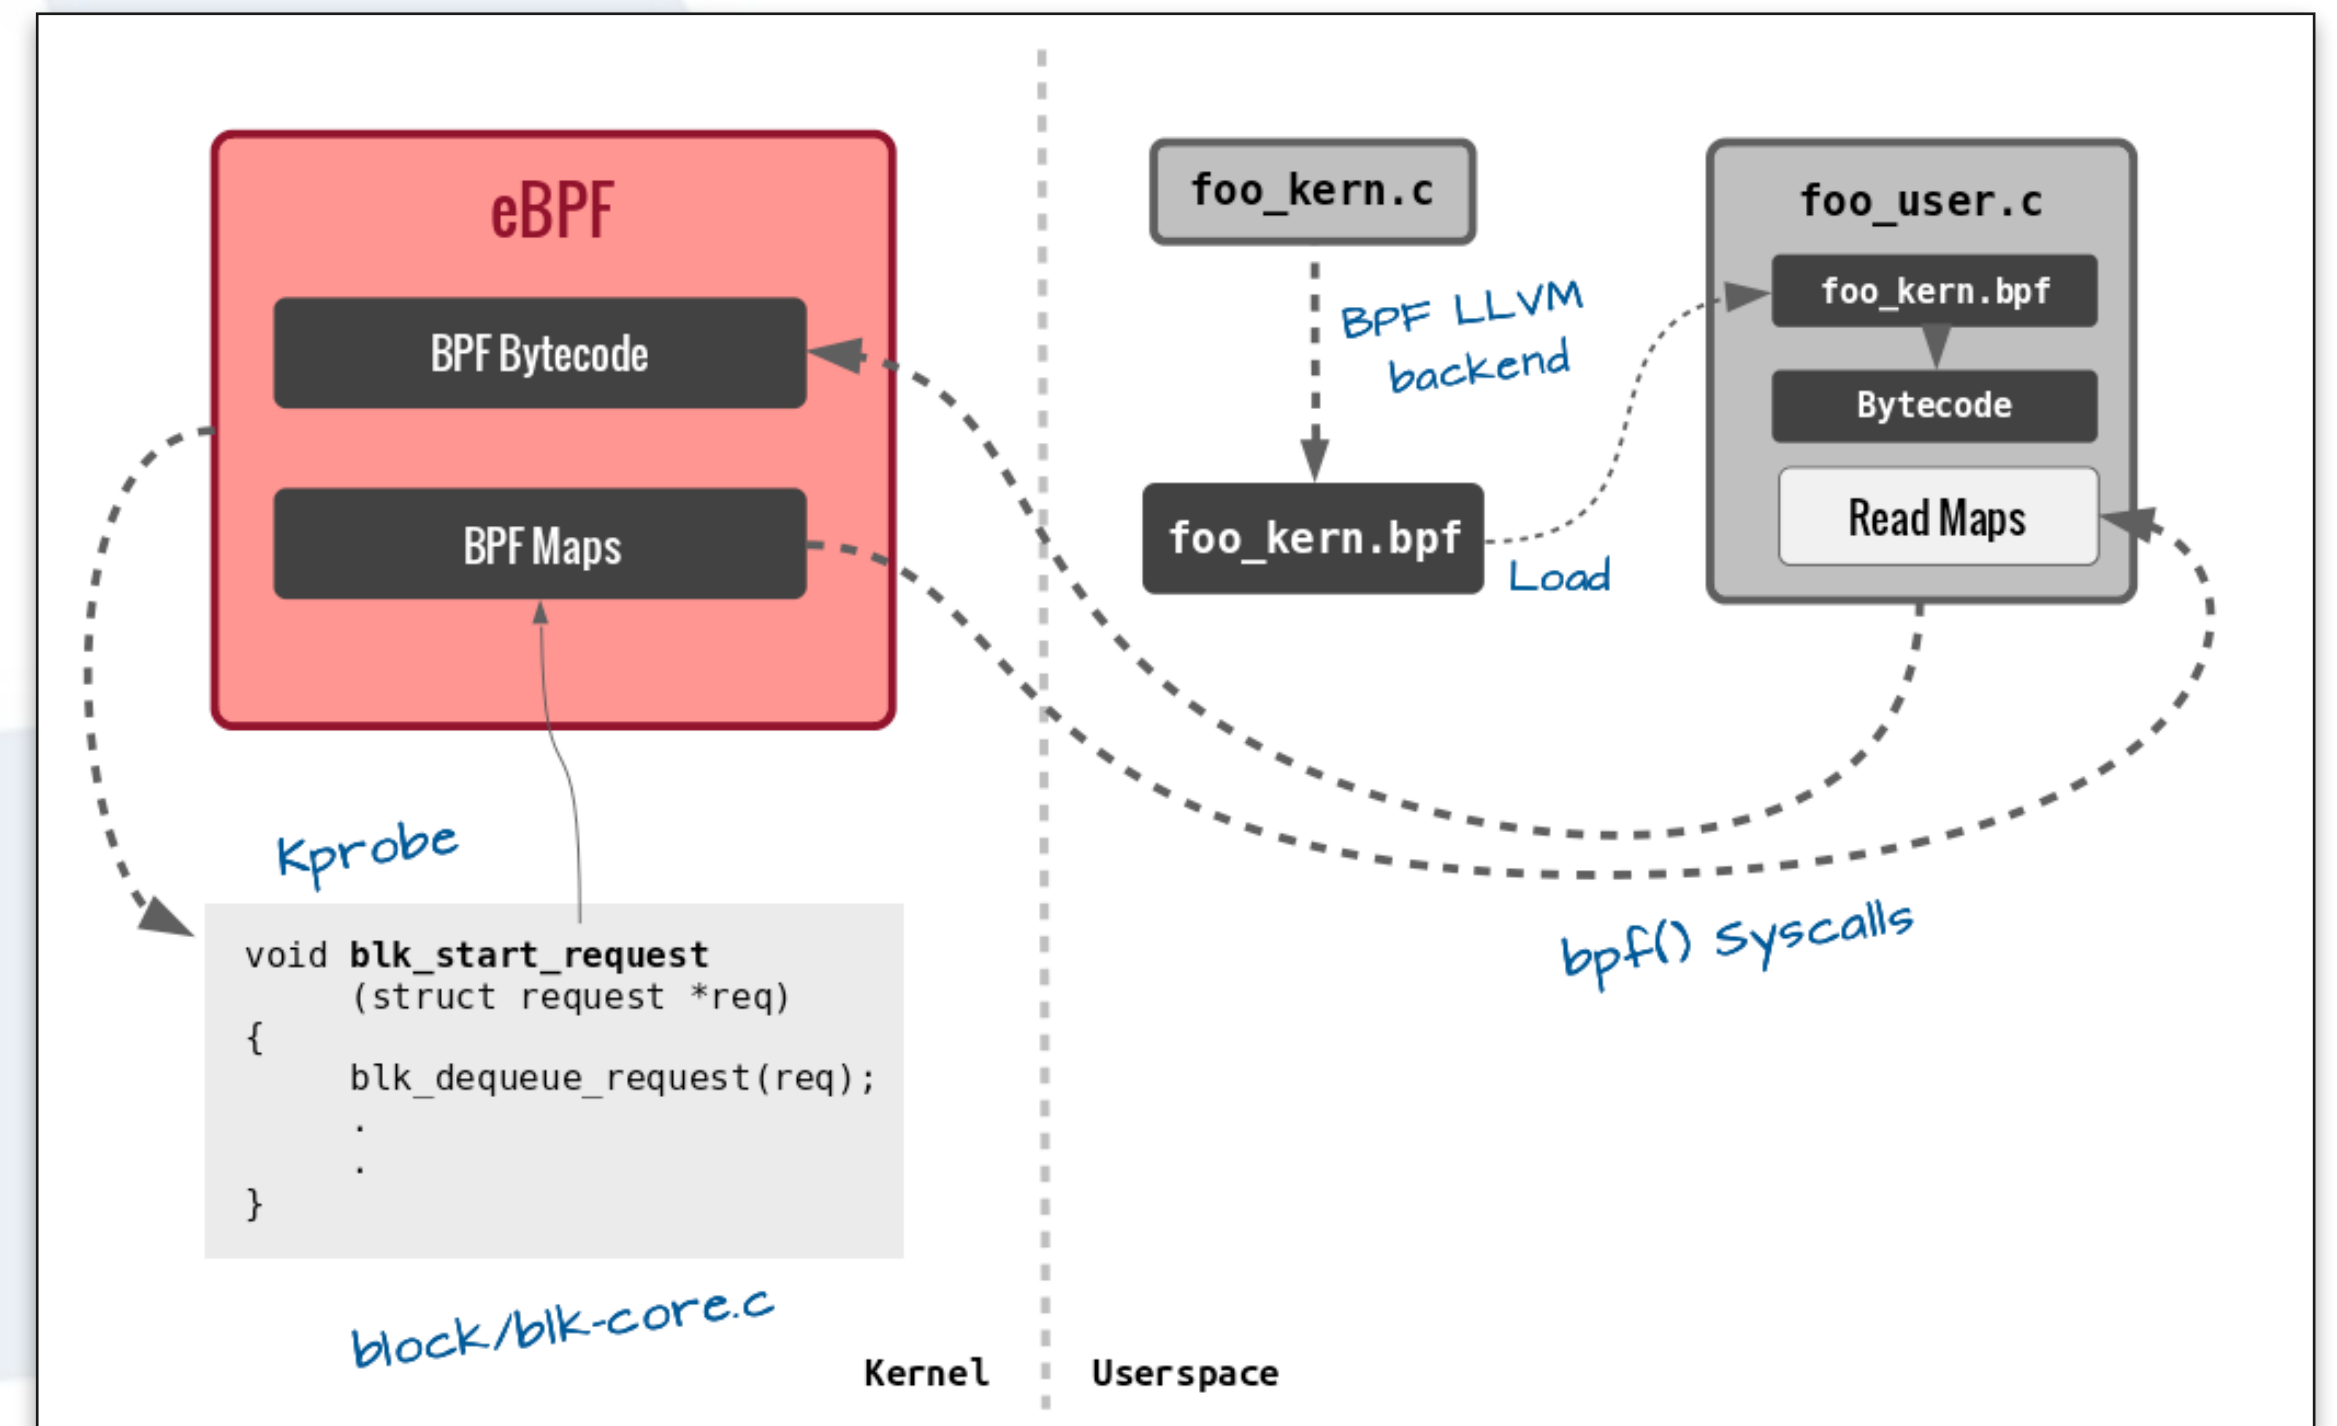 eBPF
BPF Bytecode
BPF Maps
Kprobe
void blk_start_request
(struct request *req)
{
blk_dequeue_request(req);
.
.
}
block/blk-core.c
Kernel
foo_kern.c
BPF LLVM
backend
foo_kern.bpf
Load
foo_user.c
foo_kern.bpf
Bytecode
Read Maps
bpf() Syscalls
Userspace